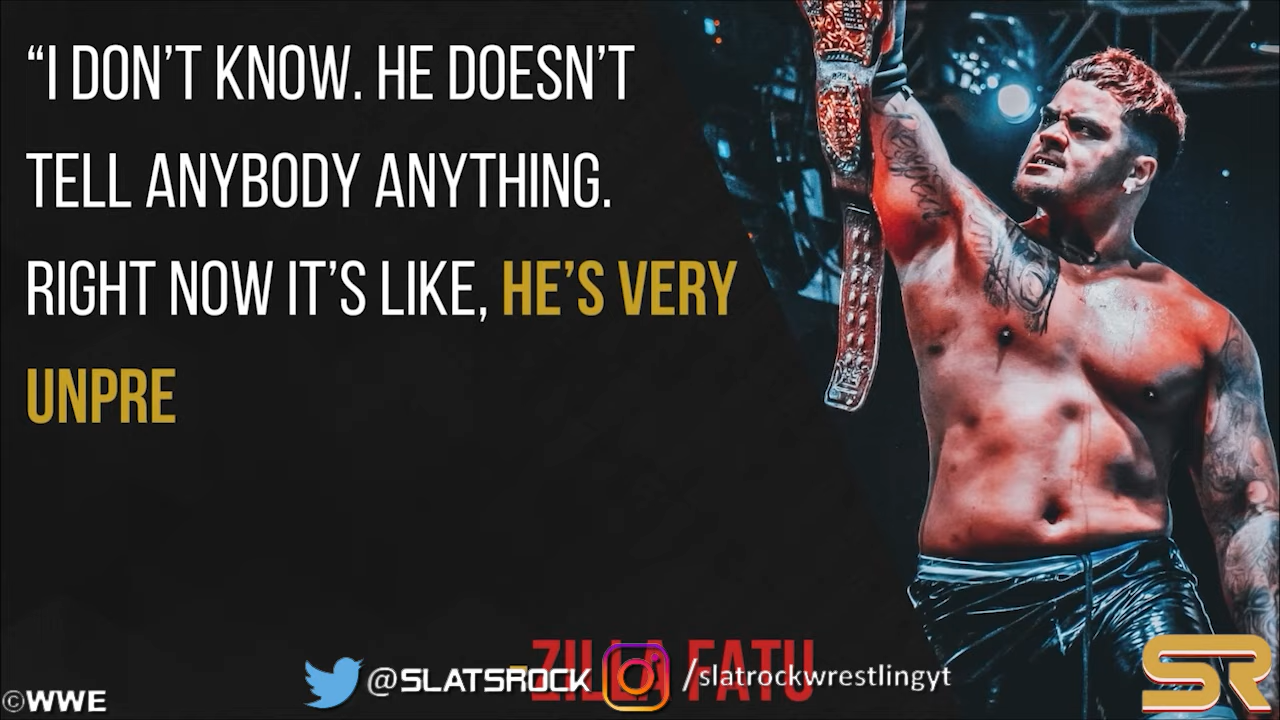 “I DON’T KNOW. HE DOESN’T
TELL ANYBODY ANYTHING.
RIGHT NOW IT’S LIKE, HE’S VERY
UNPRE
-ZILLA FATU
@SLATSROCK /slatrockwrestlingyt
©WWE
SR